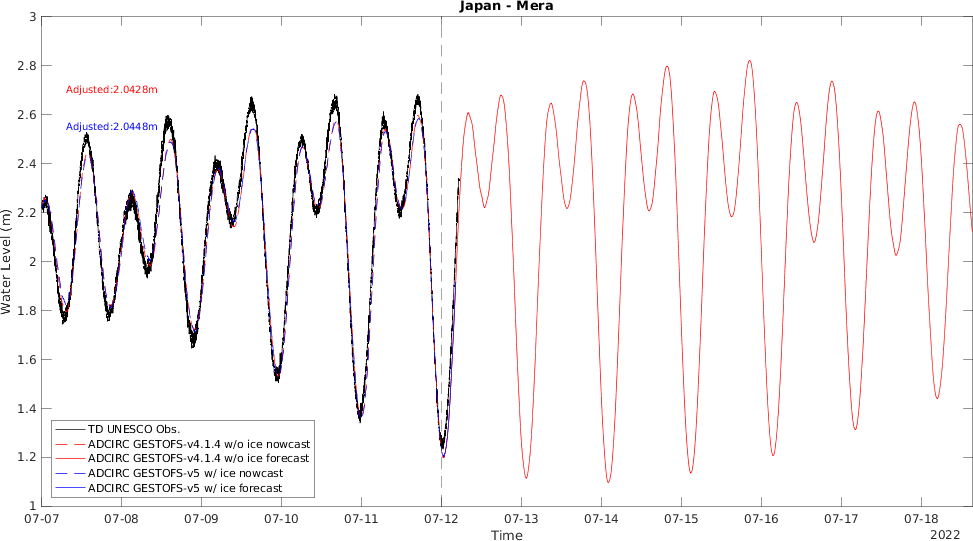 Japan - Mera
3
2.8
2.6
2.4
2.2
2
1.8
1.6
1.4
1.2
1
Water Level (m)
Adjusted:2.0428m
Adjusted:2.0448m
TD UNESCO Obs.
ADCIRC GESTOFS-v4.1.4 w/o ice nowcast
ADCIRC GESTOFS-v4.1.4 w/o ice forecast
ADCIRC GESTOFS-v5 w/ ice nowcast
ADCIRC GESTOFS-v5 w/ ice forecast
07-07 07-08 07-09 07-10 07-11 07-12 07-13 07-14 07-15 07-16 07-17 07-18
Time
2022